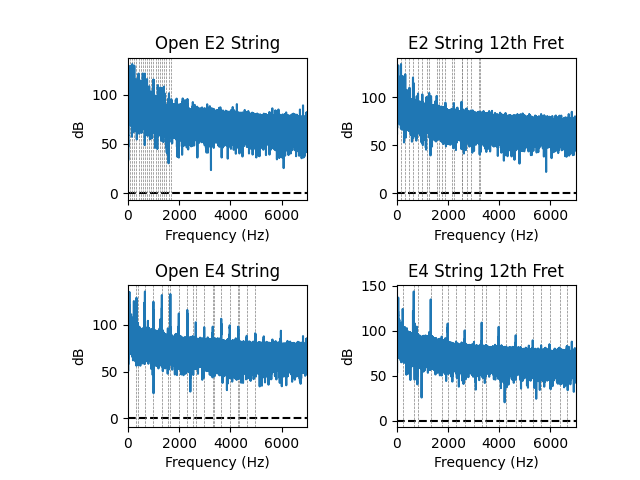 Open E2 String
E2 String 12th Fret
dB
100
50
0
0 2000 4000 6000
Frequency (Hz)
dB
100
50
0
0 2000 4000 6000
Frequency (Hz)
Open E4 String
E4 String 12th Fret
dB
100
50
0
0 2000 4000 6000
Frequency (Hz)
dB
150
100
50
0
0 2000 4000 6000
Frequency (Hz)